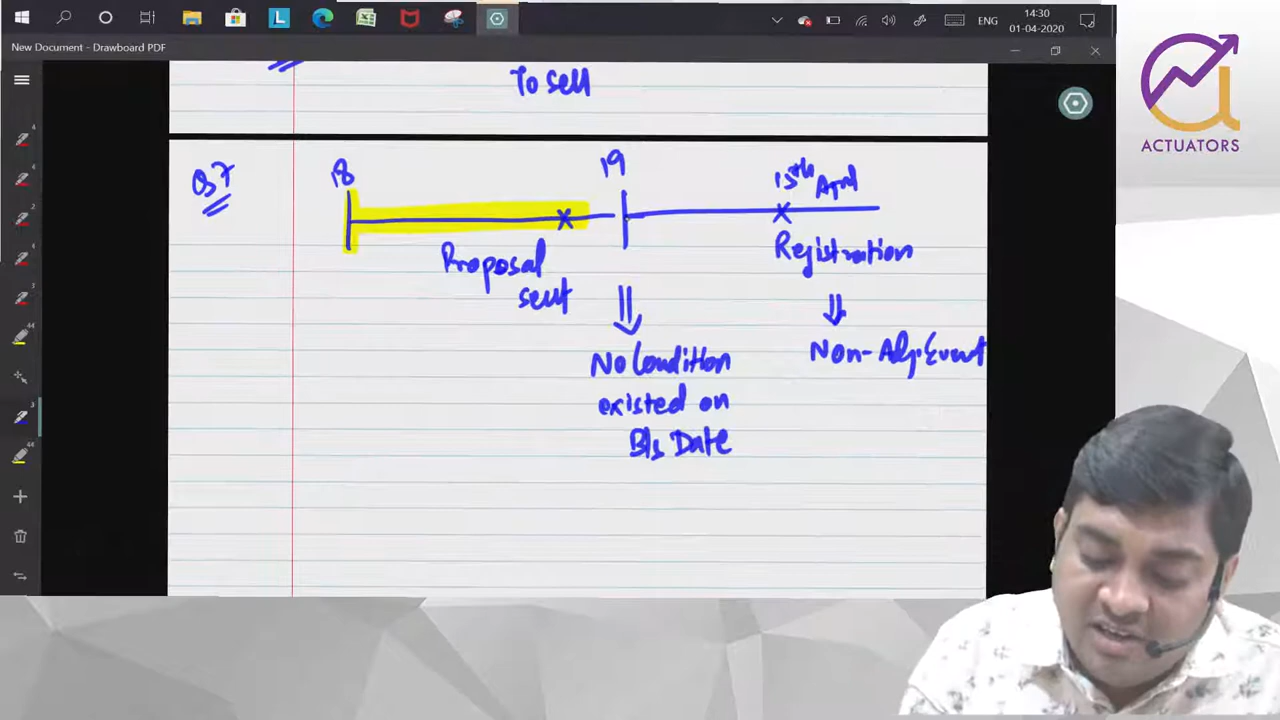 14:30
ENG
01-04-2020
New Document - Drawboard PDF
ACTUATORS
To sell
Q7
18
19
15th April
Proposal
sent
Registration
No Condition
existed on
B/s Date
Non-Adj. Event